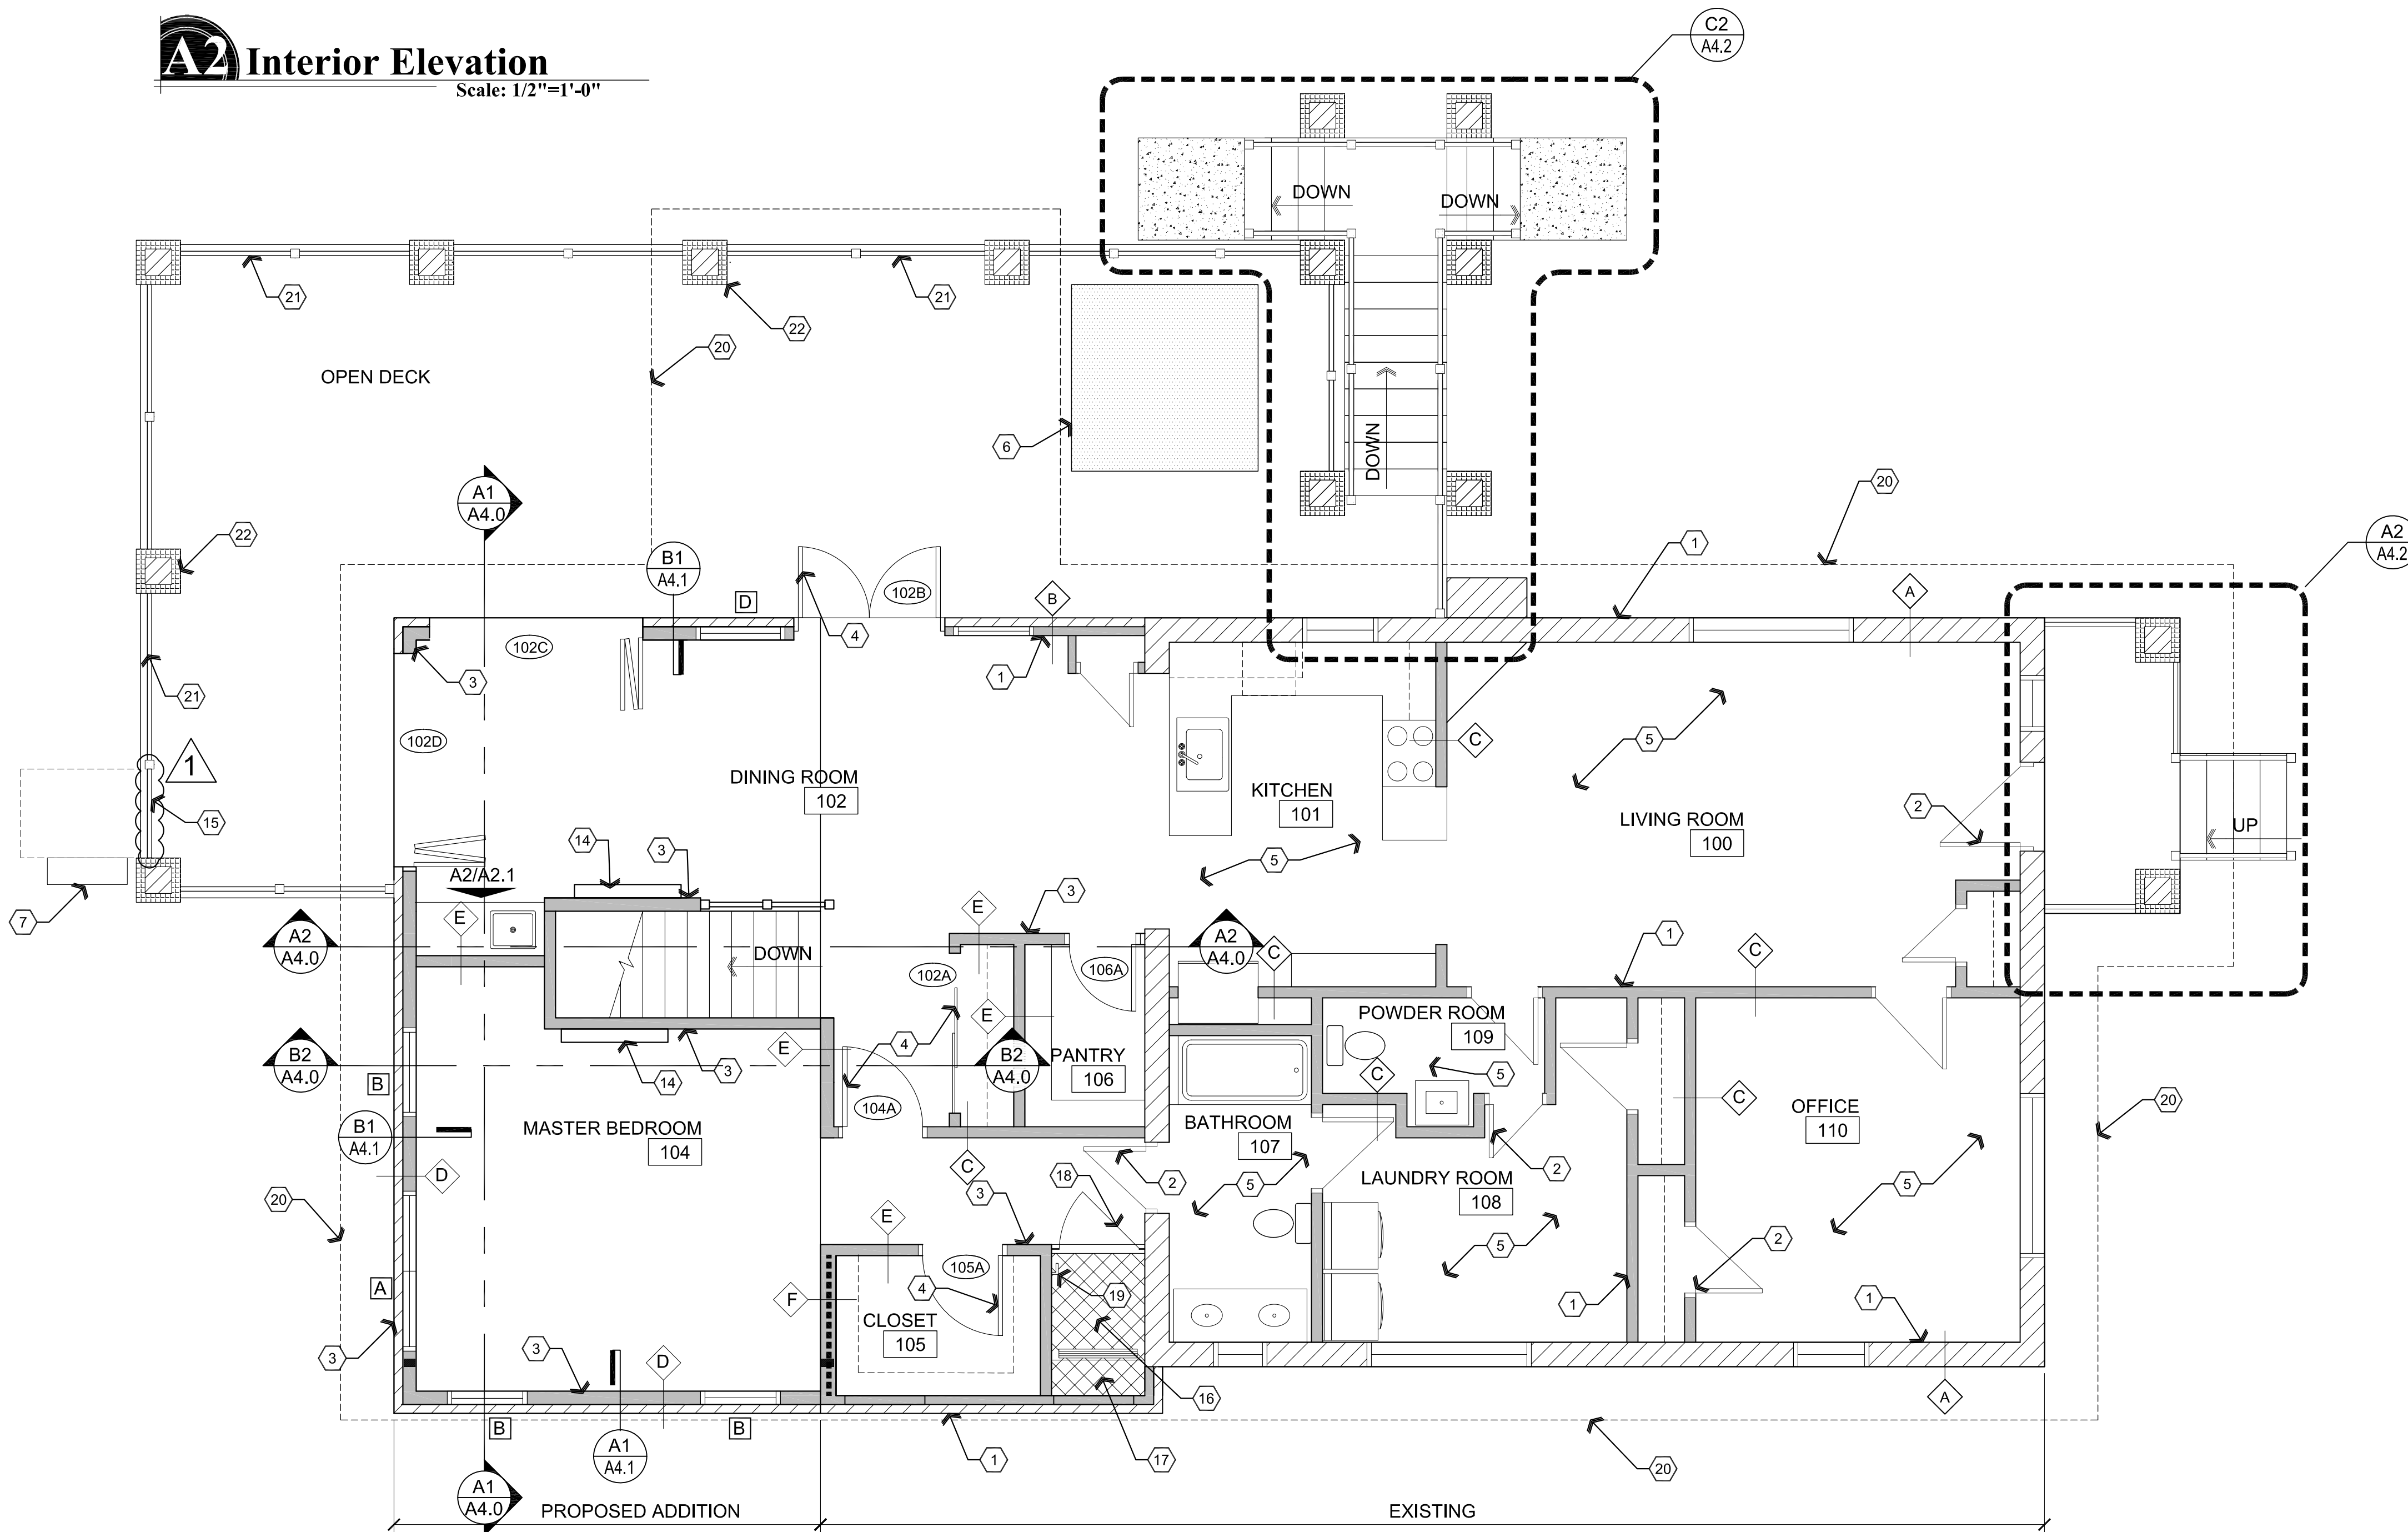 A2 Interior Elevation
Scale: 1/2"=1'-0"
C2
A4.2
DOWN
DOWN
21
22
21
20
OPEN DECK
6
DOWN
A1
A4.0
20
22
B1
A4.1
102B
1
A2
A4.2
D
4
B
A
102C
3
1
21
102D
C
5
1
DINING ROOM
102
KITCHEN
101
LIVING ROOM
100
2
UP
15
14
3
5
A2/A2.1
3
7
E
E
A2
A4.0
DOWN
102A
106A
A2
A4.0
C
1
C
E
POWDER ROOM
109
4
E
B2
A4.0
B2
A4.0
PANTRY
106
B
14
3
C
5
C
20
104A
BATHROOM
107
OFFICE
110
B1
A4.1
MASTER BEDROOM
104
D
C
18
2
2
LAUNDRY ROOM
108
20
3
5
5
E
2
5
105A
A
F
4
19
1
1
CLOSET
105
3
3
D
16
A
B
B
A1
A4.1
1
17
20
A1
A4.0
PROPOSED ADDITION
EXISTING